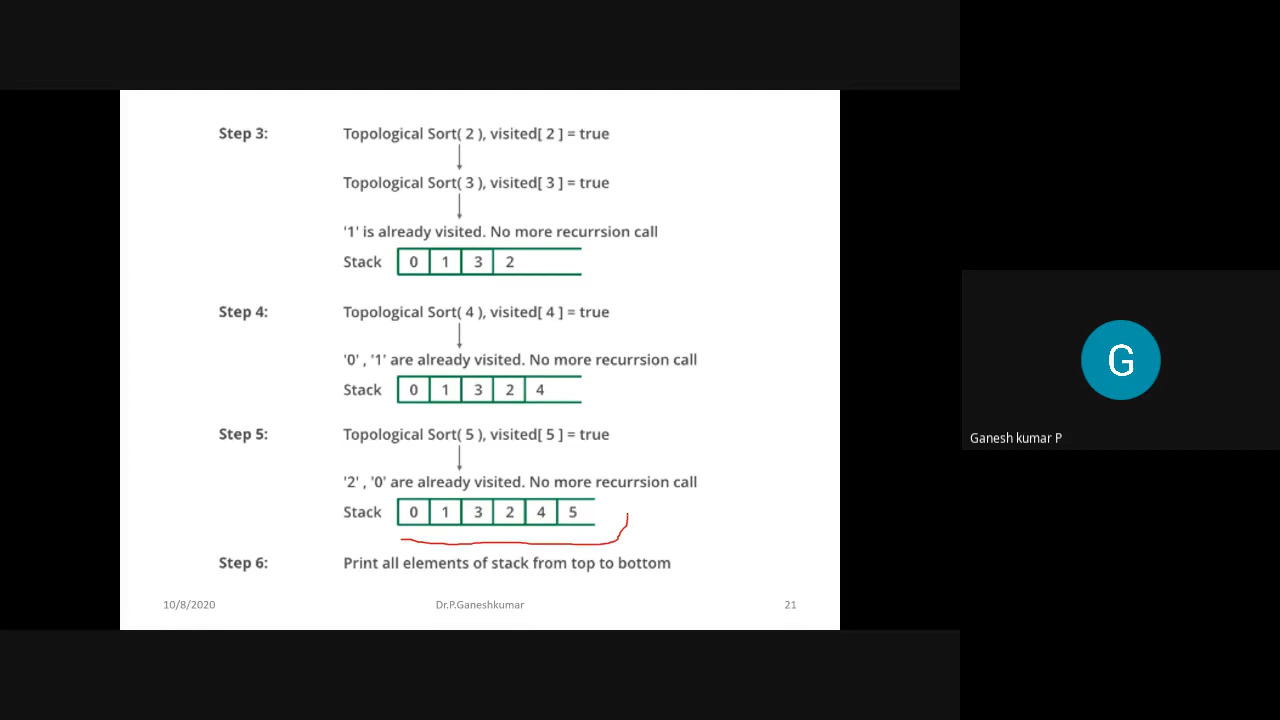 Step 3: Topological Sort( 2 ), visited[ 2 ] = true
Topological Sort( 3 ), visited[ 3 ] = true
'1' is already visited. No more recurrsion call
Stack 0 1 3 2
Step 4: Topological Sort( 4 ), visited[ 4 ] = true
'0' , '1' are already visited. No more recurrsion call
Stack 0 1 3 2 4
Step 5: Topological Sort( 5 ), visited[ 5 ] = true
'2' , '0' are already visited. No more recurrsion call
Stack 0 1 3 2 4 5
Step 6: Print all elements of stack from top to bottom
10/8/2020 Dr.P.Ganeshkumar 21
G
Ganesh kumar P